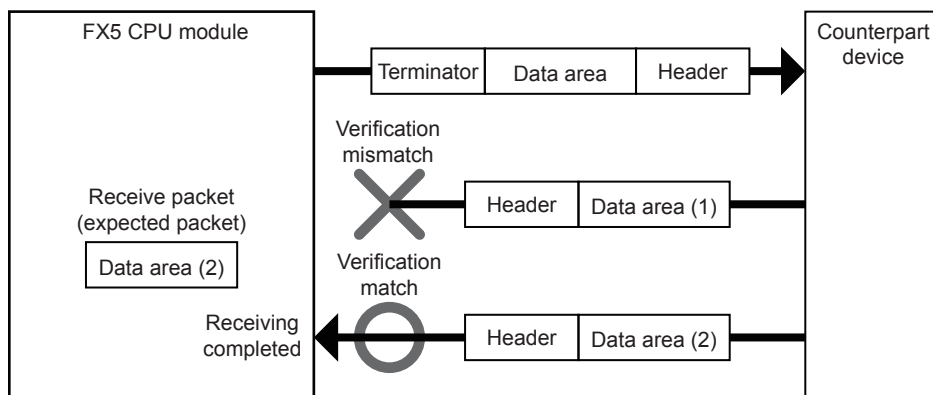 FX5 CPU module
Counterpart
device
Terminator
Data area
Header
Verification
mismatch
Header
Data area (1)
Receive packet
(expected packet)
Data area (2)
Verification
match
Receiving
completed
Header
Data area (2)